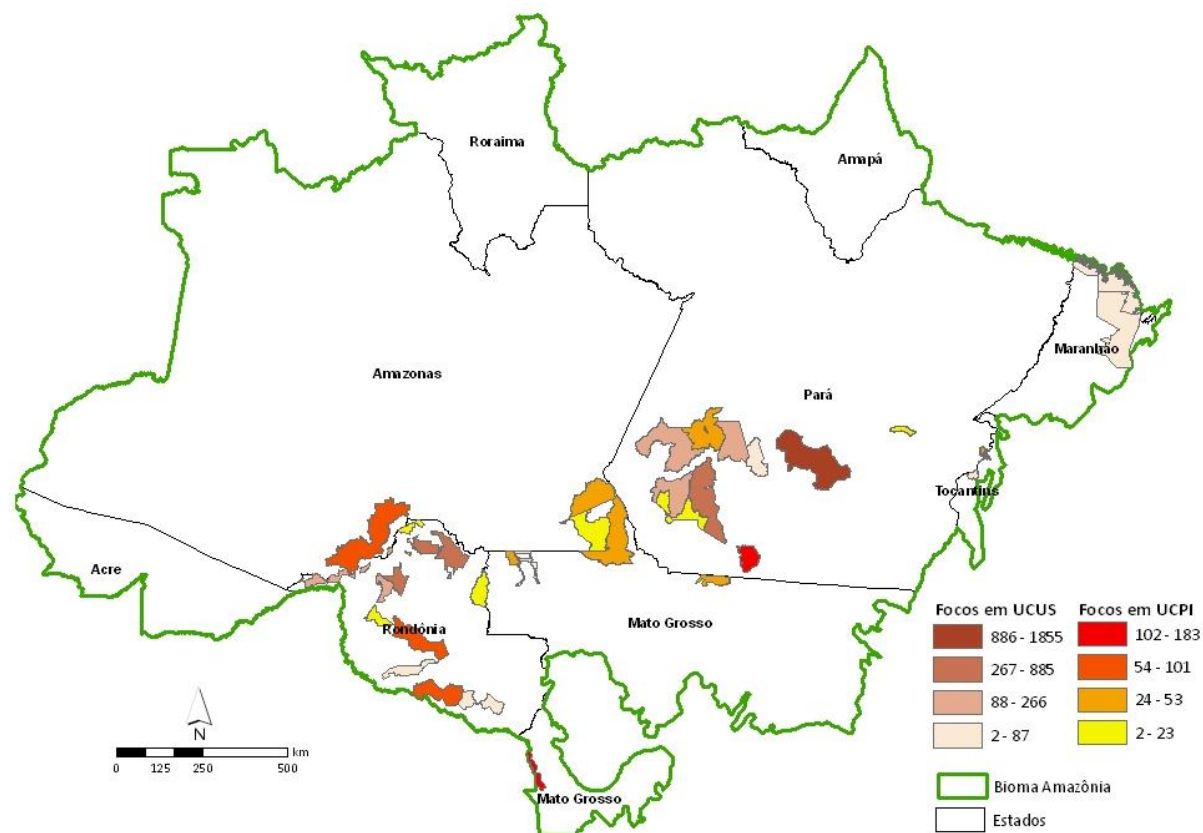 Roraima
Amapá
Maranhão
Amazonas
Pará
Tocantins
Acre
Rondônia
Mato Grosso
Mato Grosso
N
km
0 125 250 500
Focos em UCUS
886 - 1855
267 - 885
88 - 266
2 - 87
Focos em UCPI
102 - 183
54 - 101
24 - 53
2 - 23
Bioma Amazônia
Estados